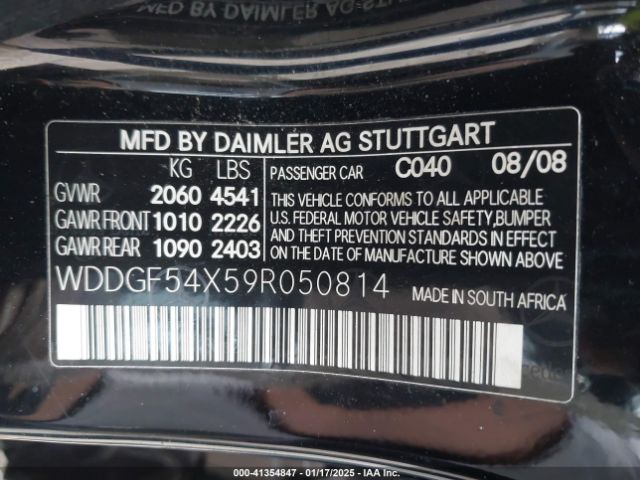 MFD BY DAIMLER AG STUTTGART
KG LBS
GVWR 2060 4541
GAWR FRONT 1010 2226
GAWR REAR 1090 2403
PASSENGER CAR C040 08/08
THIS VEHICLE CONFORMS TO ALL APPLICABLE
U.S. FEDERAL MOTOR VEHICLE SAFETY, BUMPER
AND THEFT PREVENTION STANDARDS IN EFFECT
ON THE DATE OF MANUFACTURE SHOWN ABOVE
WDDGF54X59R050814 MADE IN SOUTH AFRICA
000-41354847 - 01/17/2025 - IAA Inc.